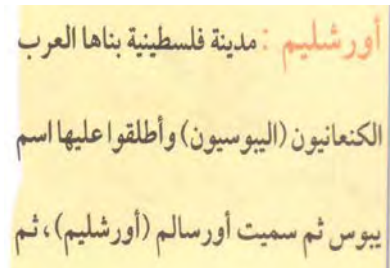 أورشليم : مدينة فلسطينية بناها العرب
الكنعانيون (اليبوسيون) وأطلقوا عليها اسم
يبوس ثم سميت أورسالم (أورشليم)، ثم